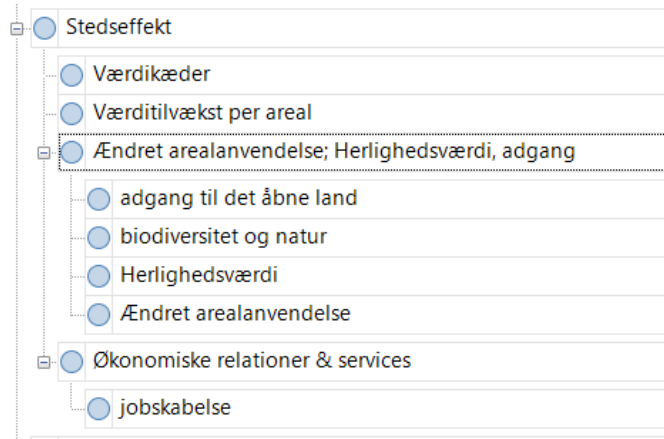 Stedseffekt
Værdikæder
Værditilvækst per areal
Ændret arealanvendelse; Herlighedsværdi, adgang
adgang til det åbne land
biodiversitet og natur
Herlighedsværdi
Ændret arealanvendelse
Økonomiske relationer & services
jobskabelse